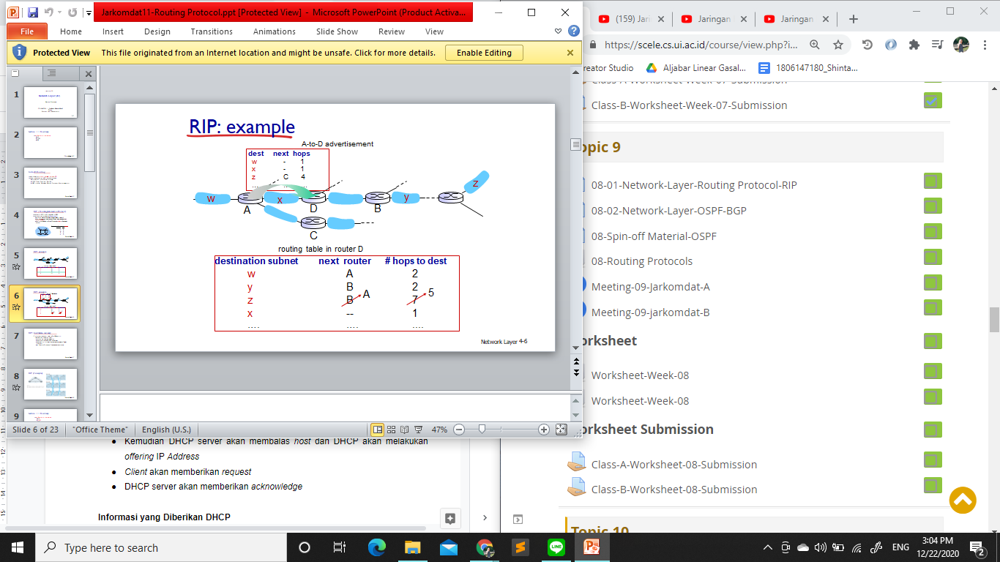 Jarkomdat11-Routing Protocol.ppt [Protected View] - Microsoft PowerPoint (Product Activa...
File Home Insert Design Transitions Animations Slide Show Review View
Protected View This file originated from an Internet location and might be unsafe. Click for more details. Enable Editing
1
2
3
4
5
6
7
8
9
RIP: example
A-to-D advertisement
dest next hops
w - 1
x - 1
z C 4
.... ... ...
w
A
x
D
B
y
z
C
routing table in router D
destination subnet next router # hops to dest
w A 2
y B 2
z B A 7 5
x -- 1
.... .... ....
Network Layer 4-6
Slide 6 of 23 "Office Theme" English (U.S.) 47%
● Kemudian DHCP server akan membalas host dan DHCP akan melakukan
offering IP Address
● Client akan memberikan request
● DHCP server akan memberikan acknowledge
Informasi yang Diberikan DHCP
(159) Jari
Jaringan
Jaringan
https://scele.cs.ui.ac.id/course/view.php?i...
reator Studio Aljabar Linear Gasal... 1806147180_Shinta...
Class-A-Worksheet-Week-07-Submission
Class-B-Worksheet-Week-07-Submission
opic 9
08-01-Network-Layer-Routing Protocol-RIP
08-02-Network-Layer-OSPF-BGP
08-Spin-off Material-OSPF
08-Routing Protocols
Meeting-09-Jarkomdat-A
Meeting-09-jarkomdat-B
orksheet
Worksheet-Week-08
Worksheet-Week-08
orksheet Submission
Class-A-Worksheet-08-Submission
Class-B-Worksheet-08-Submission
Topic 10
Type here to search
ENG
3:04 PM
12/22/2020
2